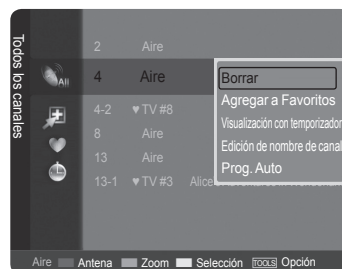 Todos los canales
All
2 Aire
4 Aire
4-2 ♥ TV #8
8 Aire
13 Aire
13-1 ♥ TV #3 Alice
Borrar
Agregar a Favoritos
Visualización con temporizador
Edición de nombre de canal
Prog. Auto
Aire Antena Zoom Selección TOOLS Opción